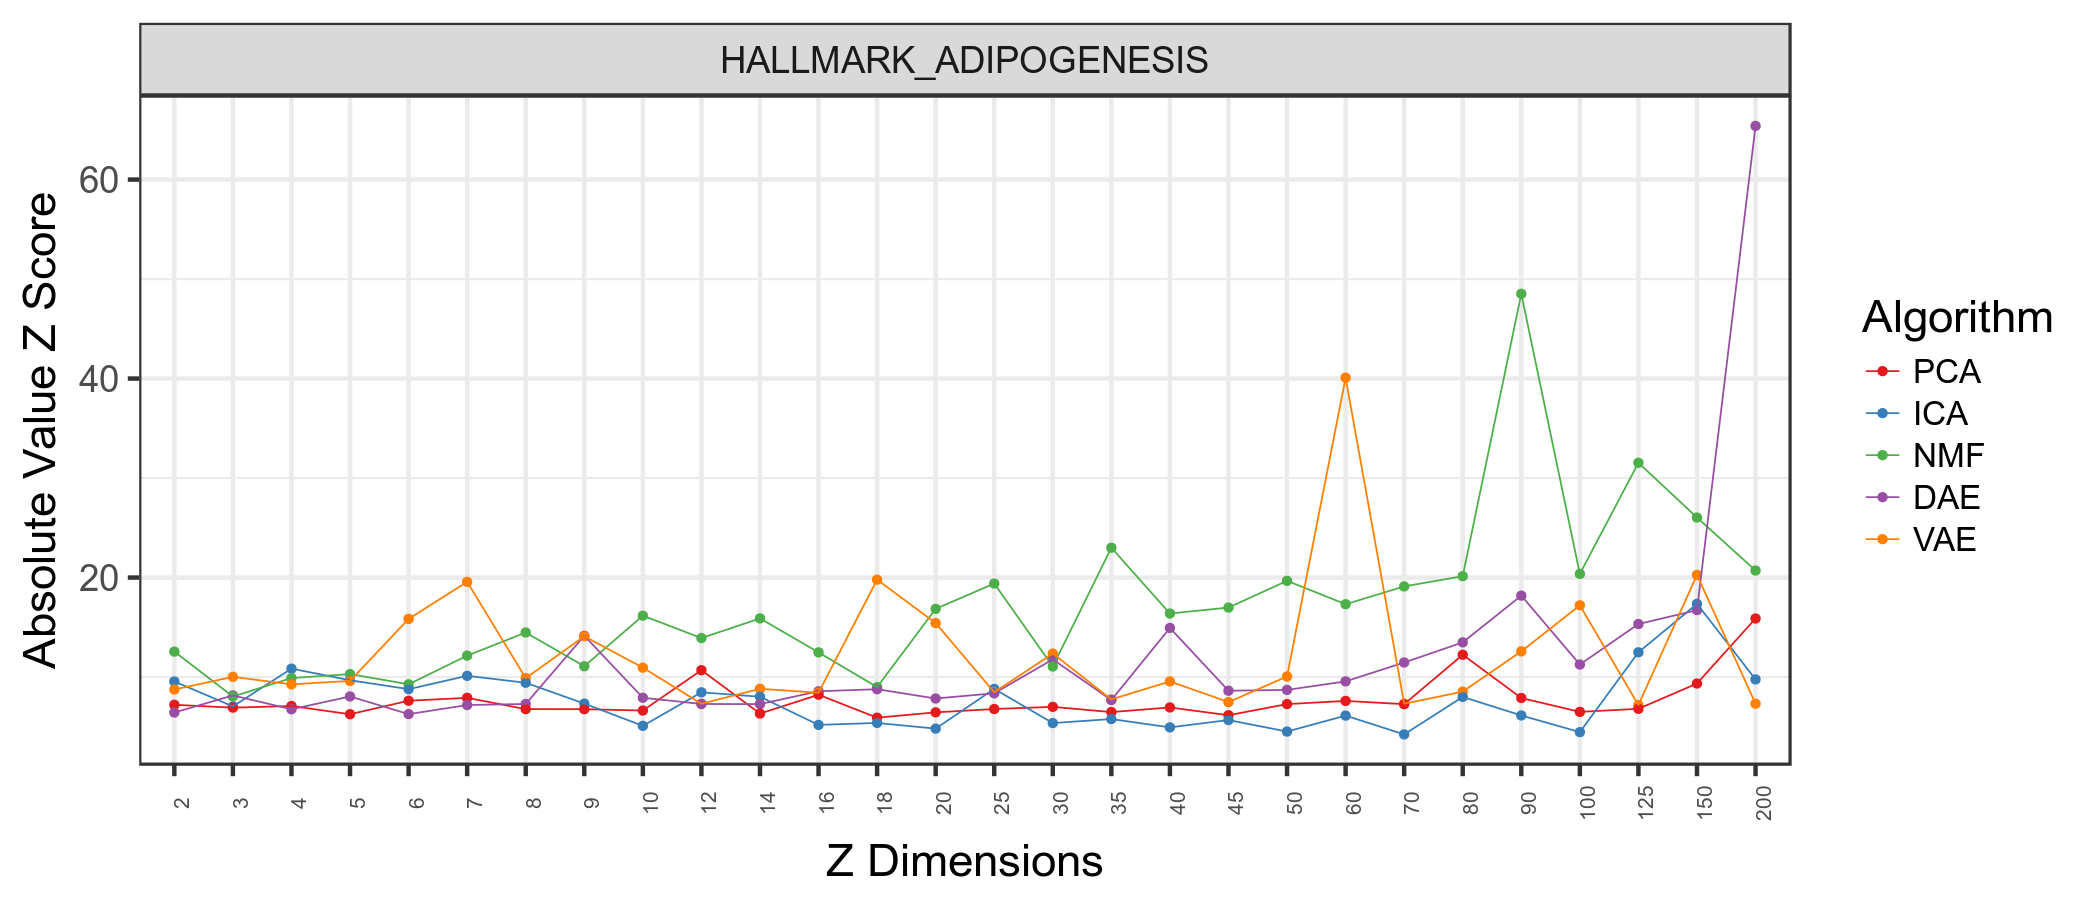 HALLMARK_ADIPOGENESIS
Absolute Value Z Score
60
40
20
2 3 4 5 6 7 8 9 10 12 14 16 18 20 25 30 35 40 45 50 60 70 80 90 100 125 150 200
Z Dimensions
Algorithm
PCA
ICA
NMF
DAE
VAE